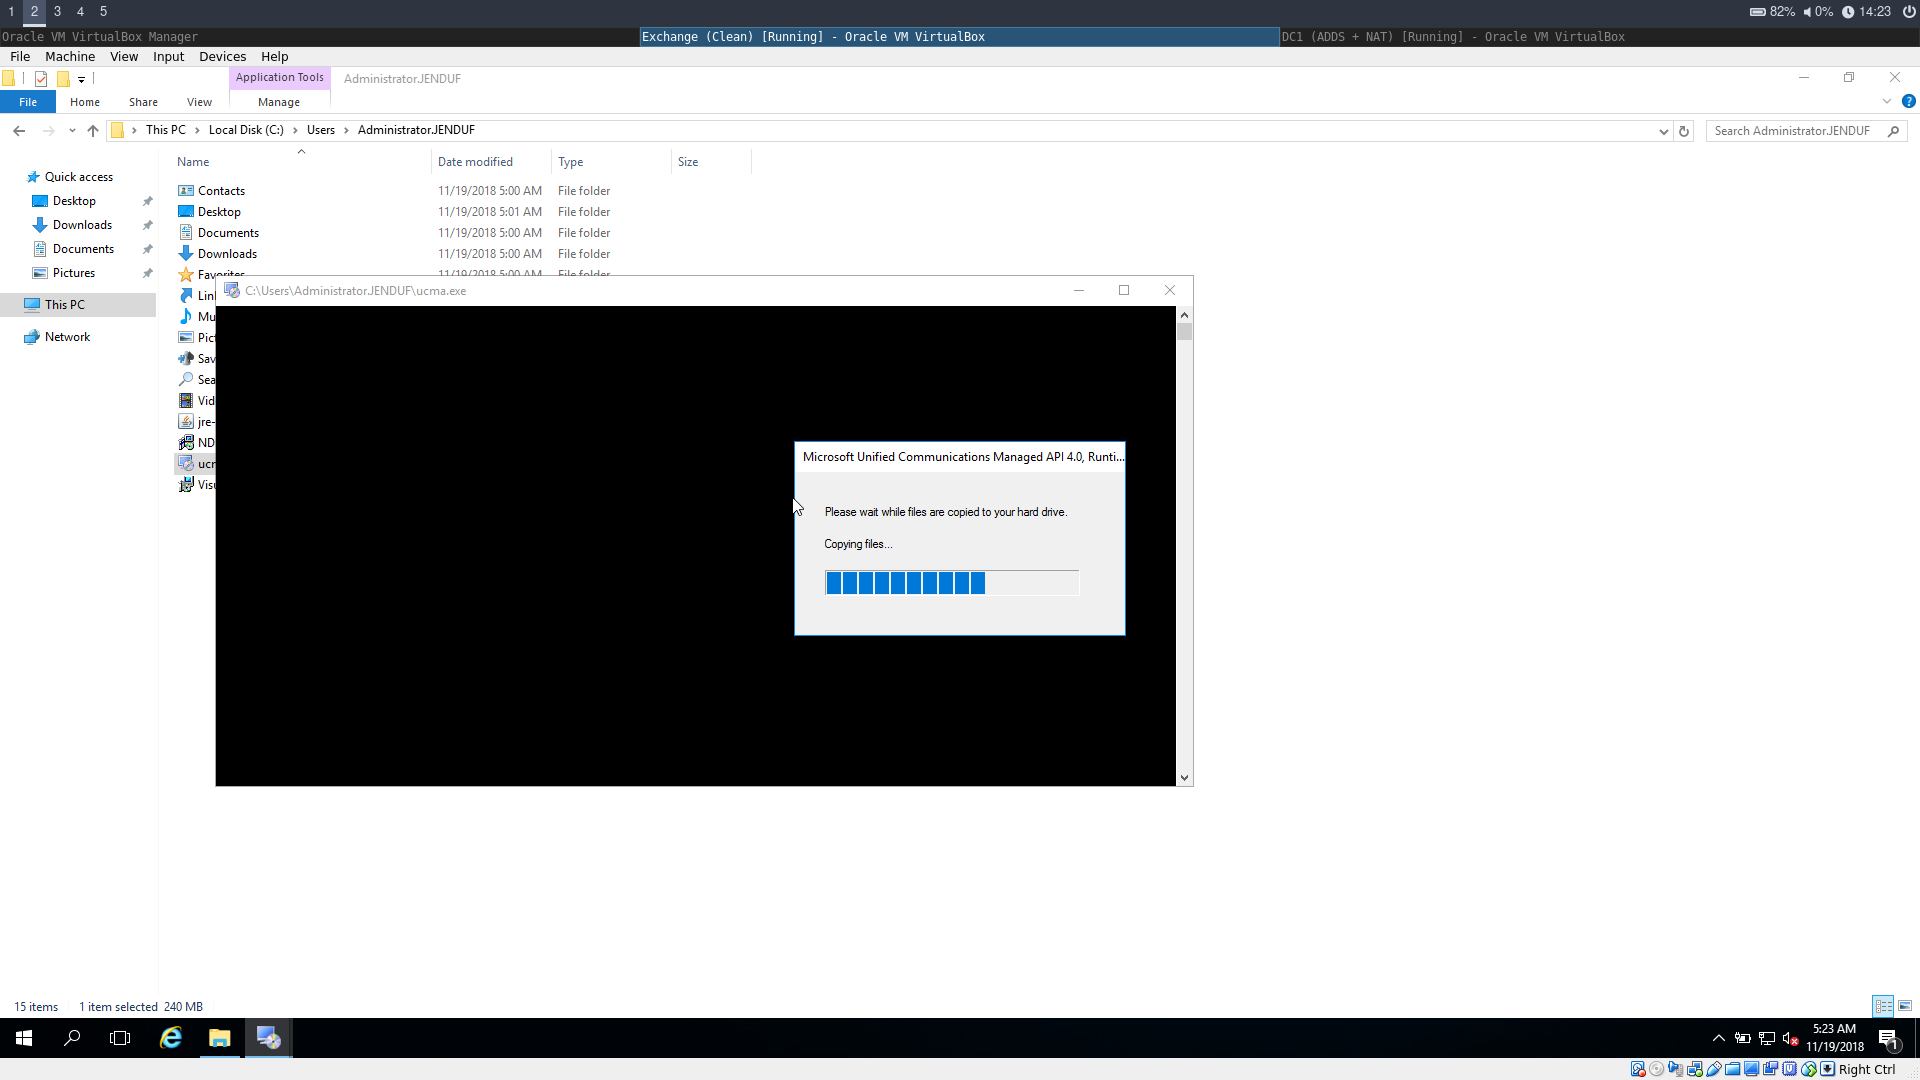 1 2 3 4 5 82% 0% 14:23
Oracle VM VirtualBox Manager Exchange (Clean) [Running] - Oracle VM VirtualBox DC1 (ADDS + NAT) [Running] - Oracle VM VirtualBox
File Machine View Input Devices Help
Application Tools Administrator.JENDUF
File Home Share View Manage
This PC Local Disk (C:) Users Administrator.JENDUF Search Administrator.JENDUF
Name Date modified Type Size
Quick access
Desktop
Downloads
Documents
Pictures
This PC
Network
Contacts 11/19/2018 5:00 AM File folder
Desktop 11/19/2018 5:01 AM File folder
Documents 11/19/2018 5:00 AM File folder
Downloads 11/19/2018 5:00 AM File folder
Favorites 11/19/2018 5:00 AM File folder
Lin
Mu
Pic
Sav
Sea
Vid
jre-
ND
ucr
Visu
C:\Users\Administrator.JENDUF\ucma.exe
Microsoft Unified Communications Managed API 4.0, Runti...
Please wait while files are copied to your hard drive.
Copying files...
15 items 1 item selected 240 MB
5:23 AM
11/19/2018
1
Right Ctrl